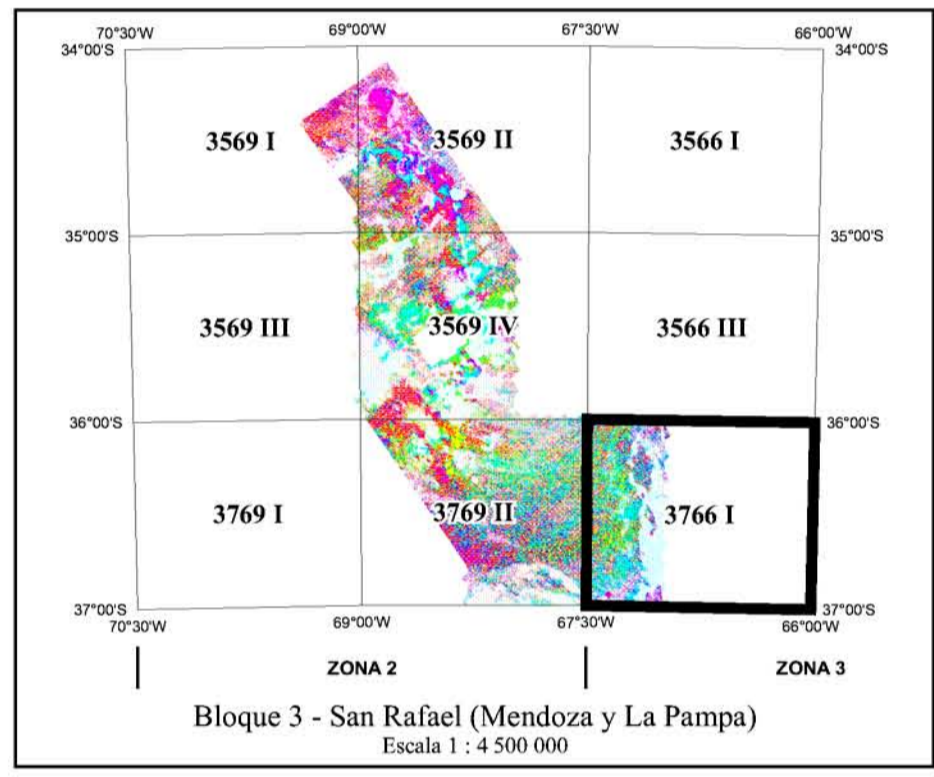 70°30'W 69°00'W 67°30'W 66°00'W
34°00'S 34°00'S
3569 I 3569 II 3566 I
35°00'S 35°00'S
3569 III 3569 IV 3566 III
36°00'S 36°00'S
3769 I 3769 II 3766 I
37°00'S 37°00'S
70°30'W 69°00'W 67°30'W 66°00'W
ZONA 2 ZONA 3
Bloque 3 - San Rafael (Mendoza y La Pampa)
Escala 1 : 4 500 000